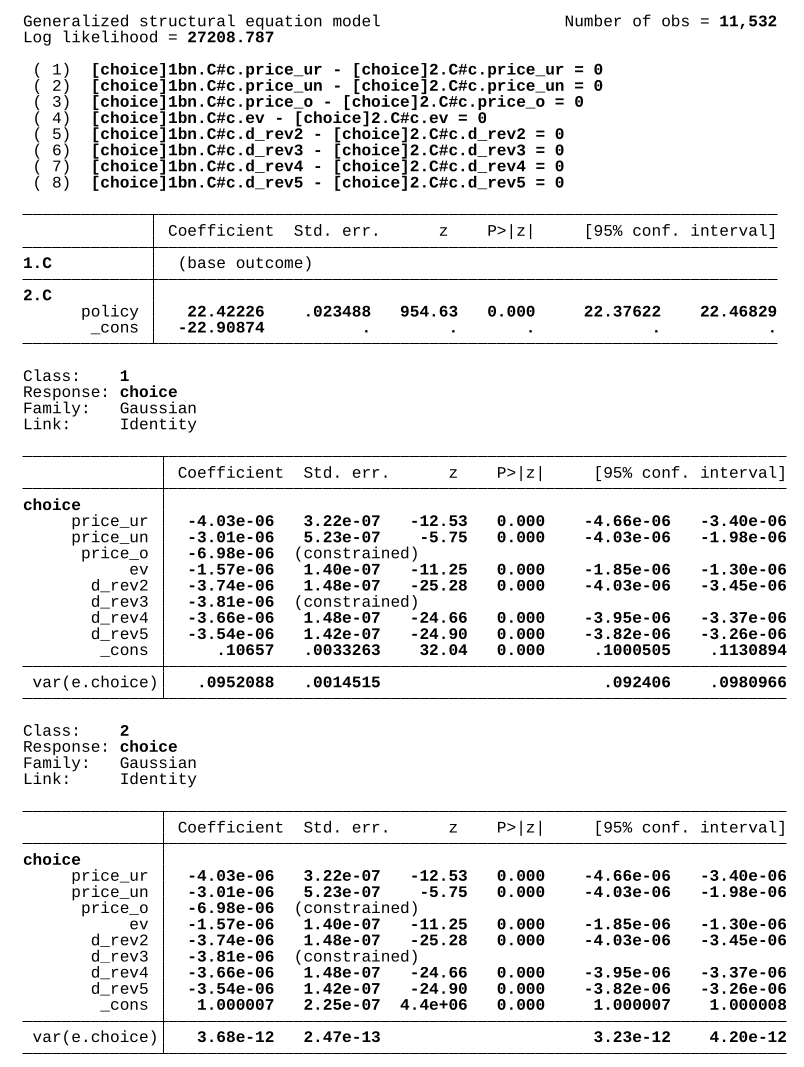 Generalized structural equation model                   Number of obs = 11,532
Log likelihood = 27208.787
 ( 1)  [choice]1bn.C#c.price_ur - [choice]2.C#c.price_ur = 0
 ( 2)  [choice]1bn.C#c.price_un - [choice]2.C#c.price_un = 0
 ( 3)  [choice]1bn.C#c.price_o - [choice]2.C#c.price_o = 0
 ( 4)  [choice]1bn.C#c.ev - [choice]2.C#c.ev = 0
 ( 5)  [choice]1bn.C#c.d_rev2 - [choice]2.C#c.d_rev2 = 0
 ( 6)  [choice]1bn.C#c.d_rev3 - [choice]2.C#c.d_rev3 = 0
 ( 7)  [choice]1bn.C#c.d_rev4 - [choice]2.C#c.d_rev4 = 0
 ( 8)  [choice]1bn.C#c.d_rev5 - [choice]2.C#c.d_rev5 = 0
Coefficient  Std. err.      z    P>|z|     [95% conf. interval]
1.C  (base outcome)
2.C
policy   22.42226    .023488   954.63   0.000     22.37622    22.46829
_cons  -22.90874          .        .       .            .           .
Class:    1
Response: choice
Family:   Gaussian
Link:     Identity
Coefficient  Std. err.      z    P>|z|     [95% conf. interval]
choice
price_ur  -4.03e-06   3.22e-07   -12.53   0.000    -4.66e-06   -3.40e-06
price_un  -3.01e-06   5.23e-07    -5.75   0.000    -4.03e-06   -1.98e-06
price_o  -6.98e-06  (constrained)
ev  -1.57e-06   1.40e-07   -11.25   0.000    -1.85e-06   -1.30e-06
d_rev2  -3.74e-06   1.48e-07   -25.28   0.000    -4.03e-06   -3.45e-06
d_rev3  -3.81e-06  (constrained)
d_rev4  -3.66e-06   1.48e-07   -24.66   0.000    -3.95e-06   -3.37e-06
d_rev5  -3.54e-06   1.42e-07   -24.90   0.000    -3.82e-06   -3.26e-06
_cons     .10657   .0033263    32.04   0.000     .1000505    .1130894
var(e.choice)   .0952088   .0014515                      .092406    .0980966
Class:    2
Response: choice
Family:   Gaussian
Link:     Identity
Coefficient  Std. err.      z    P>|z|     [95% conf. interval]
choice
price_ur  -4.03e-06   3.22e-07   -12.53   0.000    -4.66e-06   -3.40e-06
price_un  -3.01e-06   5.23e-07    -5.75   0.000    -4.03e-06   -1.98e-06
price_o  -6.98e-06  (constrained)
ev  -1.57e-06   1.40e-07   -11.25   0.000    -1.85e-06   -1.30e-06
d_rev2  -3.74e-06   1.48e-07   -25.28   0.000    -4.03e-06   -3.45e-06
d_rev3  -3.81e-06  (constrained)
d_rev4  -3.66e-06   1.48e-07   -24.66   0.000    -3.95e-06   -3.37e-06
d_rev5  -3.54e-06   1.42e-07   -24.90   0.000    -3.82e-06   -3.26e-06
_cons   1.000007   2.25e-07  4.4e+06   0.000     1.000007    1.000008
var(e.choice)   3.68e-12   2.47e-13                     3.23e-12    4.20e-12